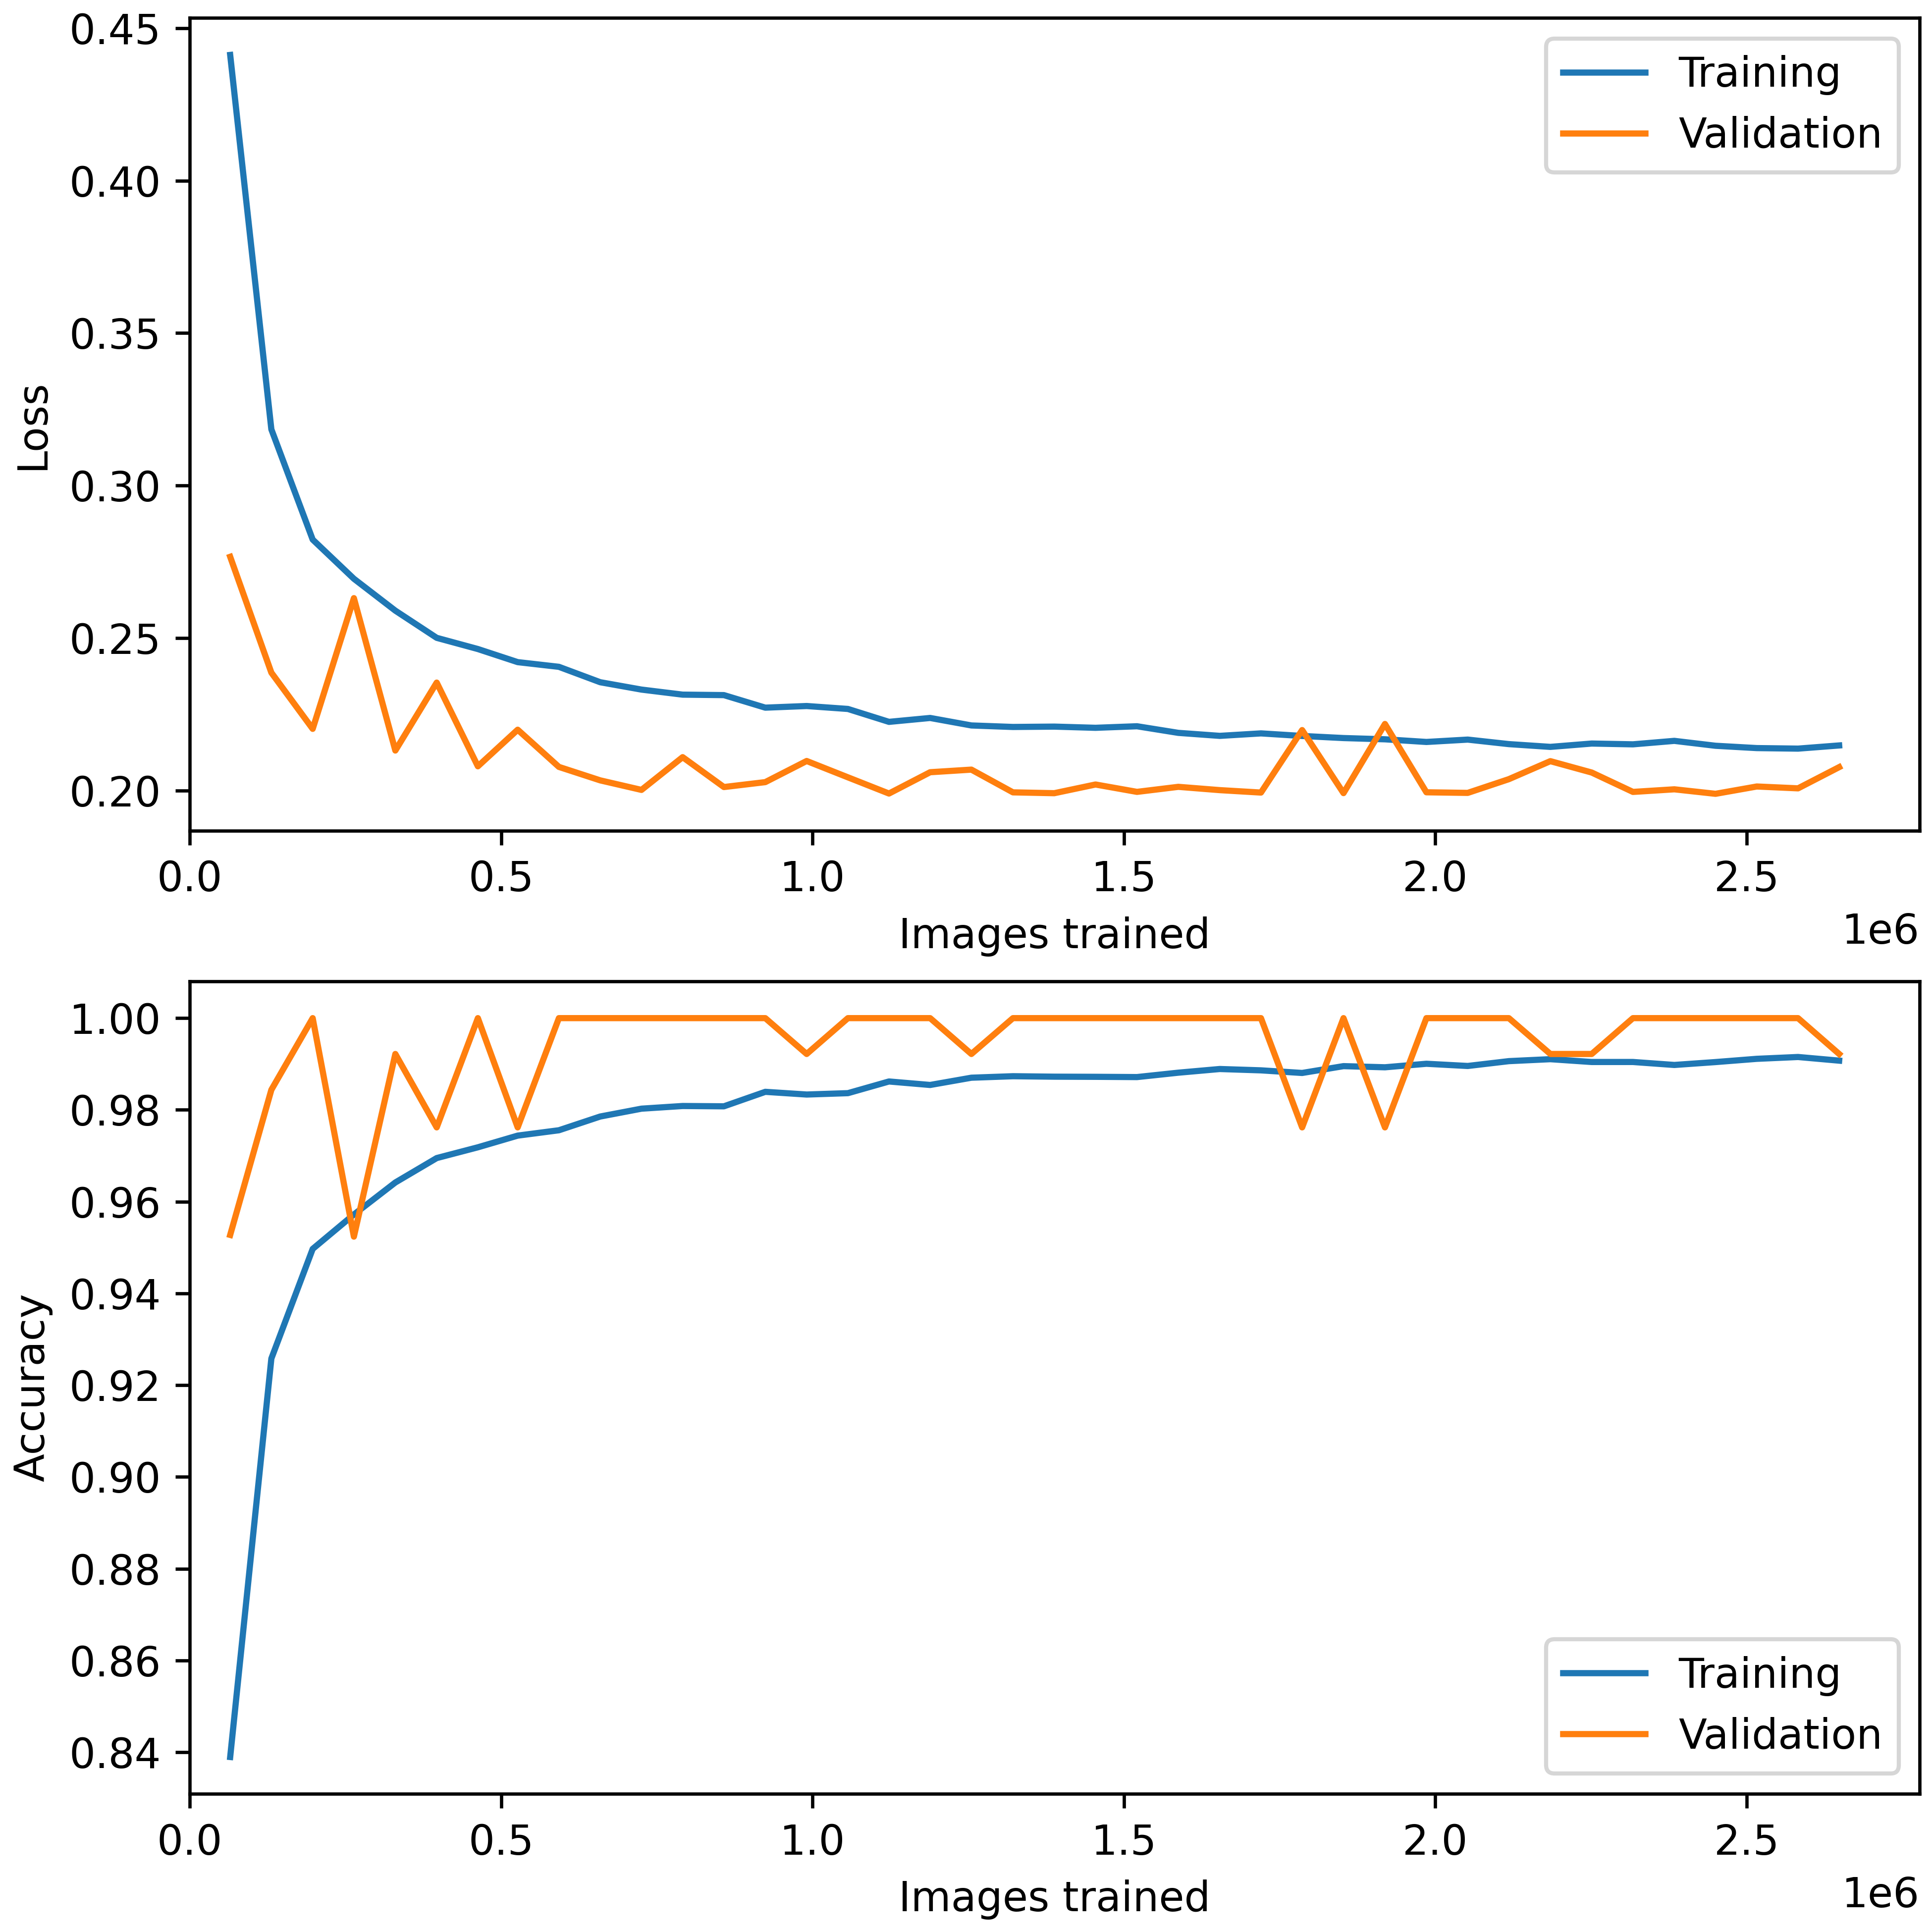 0.45
0.40
0.35
0.30
0.25
0.20
Loss
Training
Validation
0.0 0.5 1.0 1.5 2.0 2.5
Images trained
1e6
1.00
0.98
0.96
0.94
0.92
0.90
0.88
0.86
0.84
Accuracy
Training
Validation
0.0 0.5 1.0 1.5 2.0 2.5
Images trained
1e6